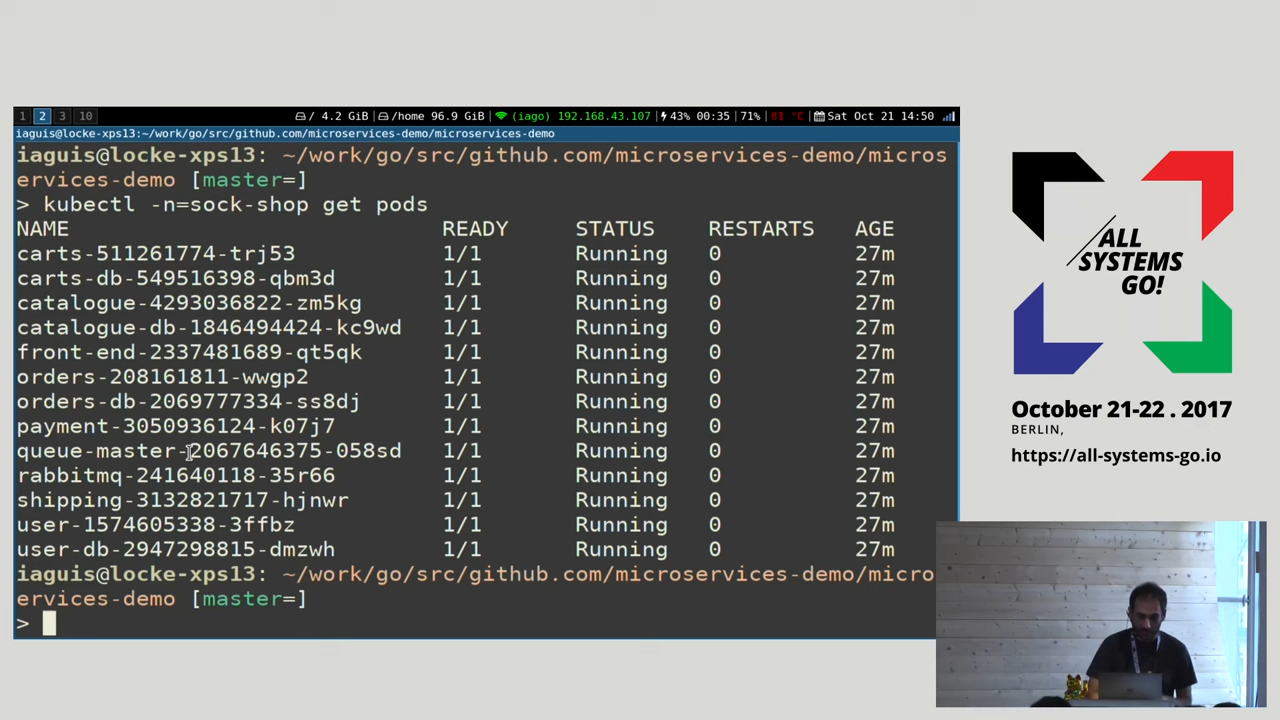 1 2 3 10
/ 4.2 GiB | /home 96.9 GiB | (iago) 192.168.43.107 | 43% 00:35 | 71% 81 °C | Sat Oct 21 14:50
iaguis@locke-xps13:~/work/go/src/github.com/microservices-demo/microservices-demo
iaguis@locke-xps13: ~/work/go/src/github.com/microservices-demo/micros
ervices-demo [master=]
> kubectl -n=sock-shop get pods
NAME READY STATUS RESTARTS AGE
carts-511261774-trj53 1/1 Running 0 27m
carts-db-549516398-qbm3d 1/1 Running 0 27m
catalogue-4293036822-zm5kg 1/1 Running 0 27m
catalogue-db-1846494424-kc9wd 1/1 Running 0 27m
front-end-2337481689-qt5qk 1/1 Running 0 27m
orders-208161811-wwgp2 1/1 Running 0 27m
orders-db-2069777334-ss8dj 1/1 Running 0 27m
payment-3050936124-k07j7 1/1 Running 0 27m
queue-master-2067646375-058sd 1/1 Running 0 27m
rabbitmq-241640118-35r66 1/1 Running 0 27m
shipping-3132821717-hjnwr 1/1 Running 0 27m
user-1574605338-3ffbz 1/1 Running 0 27m
user-db-2947298815-dmzwh 1/1 Running 0 27m
iaguis@locke-xps13: ~/work/go/src/github.com/microservices-demo/micro
ervices-demo [master=]
>
ALL
SYSTEMS
GO!
October 21-22 . 2017
BERLIN,
https://all-systems-go.io